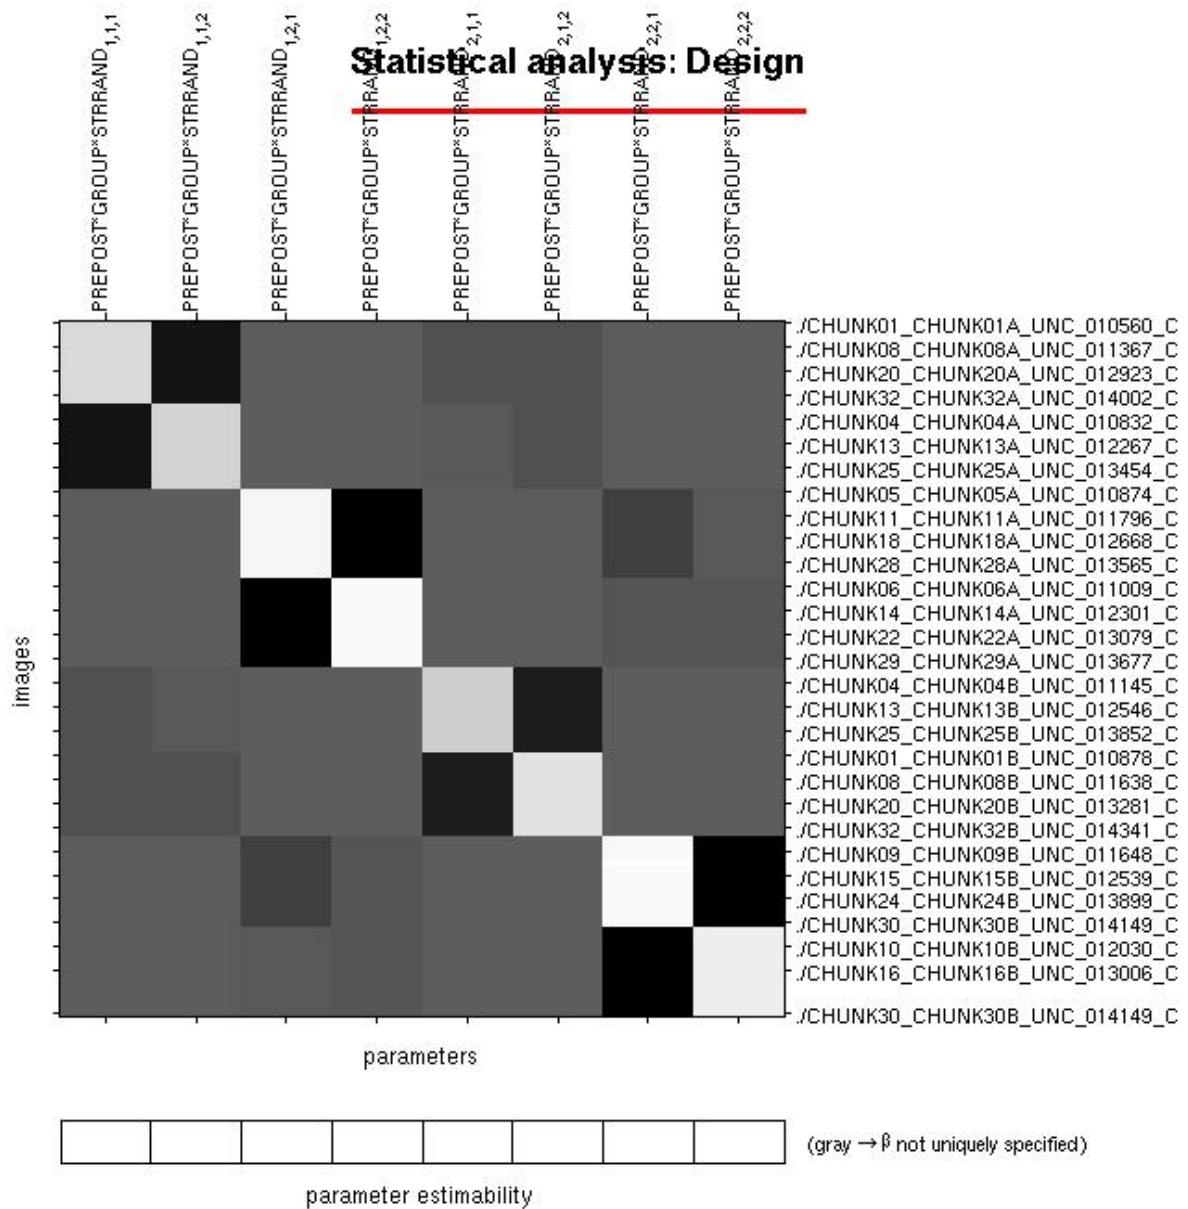 Statistical analysis: Design
PREPOST*GROUP*STRRAND1,1,1
PREPOST*GROUP*STRRAND1,1,2
PREPOST*GROUP*STRRAND1,2,1
PREPOST*GROUP*STRRAND1,2,2
PREPOST*GROUP*STRRAND2,1,1
PREPOST*GROUP*STRRAND2,1,2
PREPOST*GROUP*STRRAND2,2,1
PREPOST*GROUP*STRRAND2,2,2
images
./CHUNK01_CHUNK01A_UNC_010560_C
./CHUNK08_CHUNK08A_UNC_011367_C
./CHUNK20_CHUNK20A_UNC_012923_C
./CHUNK32_CHUNK32A_UNC_014002_C
./CHUNK04_CHUNK04A_UNC_010832_C
./CHUNK13_CHUNK13A_UNC_012267_C
./CHUNK25_CHUNK25A_UNC_013454_C
./CHUNK05_CHUNK05A_UNC_010874_C
./CHUNK11_CHUNK11A_UNC_011796_C
./CHUNK18_CHUNK18A_UNC_012668_C
./CHUNK28_CHUNK28A_UNC_013565_C
./CHUNK06_CHUNK06A_UNC_011009_C
./CHUNK14_CHUNK14A_UNC_012301_C
./CHUNK22_CHUNK22A_UNC_013079_C
./CHUNK29_CHUNK29A_UNC_013677_C
./CHUNK04_CHUNK04B_UNC_011145_C
./CHUNK13_CHUNK13B_UNC_012546_C
./CHUNK25_CHUNK25B_UNC_013852_C
./CHUNK01_CHUNK01B_UNC_010878_C
./CHUNK08_CHUNK08B_UNC_011638_C
./CHUNK20_CHUNK20B_UNC_013281_C
./CHUNK32_CHUNK32B_UNC_014341_C
./CHUNK09_CHUNK09B_UNC_011648_C
./CHUNK15_CHUNK15B_UNC_012539_C
./CHUNK24_CHUNK24B_UNC_013899_C
./CHUNK30_CHUNK30B_UNC_014149_C
./CHUNK10_CHUNK10B_UNC_012030_C
./CHUNK16_CHUNK16B_UNC_013006_C
./CHUNK30_CHUNK30B_UNC_014149_C
parameters
(gray → β not uniquely specified)
parameter estimability